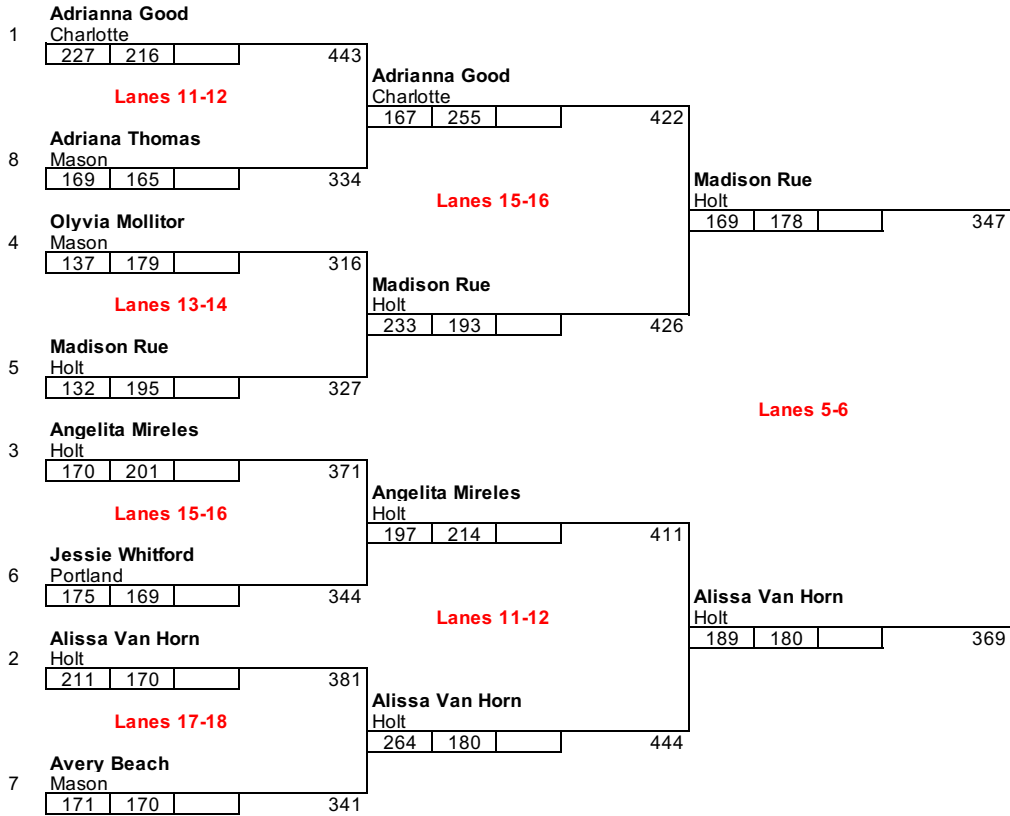 Adrianna Good
1 Charlotte
227 216 443
Lanes 11-12
Adriana Thomas
8 Mason
169 165 334
Olyvia Mollitor
4 Mason
137 179 316
Lanes 13-14
Madison Rue
5 Holt
132 195 327
Angelita Mireles
3 Holt
170 201 371
Lanes 15-16
Jessie Whitford
6 Portland
175 169 344
Alissa Van Horn
2 Holt
211 170 381
Lanes 17-18
Avery Beach
7 Mason
171 170 341
Adrianna Good
Charlotte
167 255 422
Lanes 15-16
Madison Rue
Holt
233 193 426
Angelita Mireles
Holt
197 214 411
Lanes 11-12
Alissa Van Horn
Holt
264 180 444
Madison Rue
Holt
169 178 347
Lanes 5-6
Alissa Van Horn
Holt
189 180 369